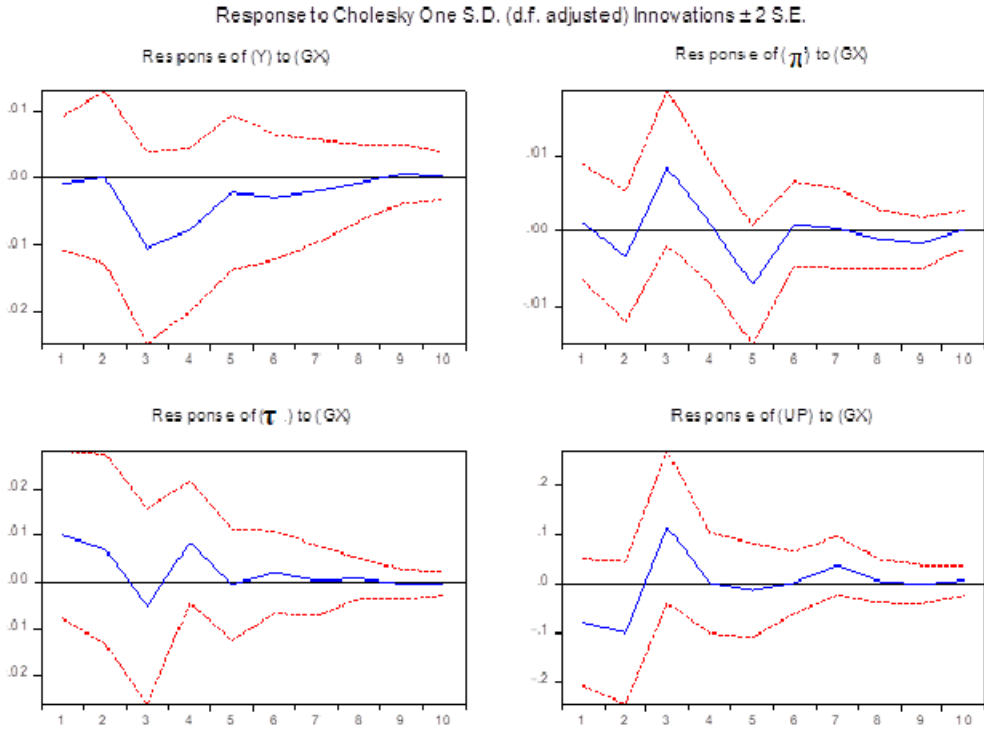 Response to Cholesky One S.D. (d.f. adjusted) Innovations ± 2 S.E.
Response of (Y) to (GX)
.01
.00
.01
.02
1 2 3 4 5 6 7 8 9 10
Response of (π) to (GX)
.01
.00
-.01
1 2 3 4 5 6 7 8 9 10
Response of (τ .) to (GX)
.02
.01
.00
.01
.02
1 2 3 4 5 6 7 8 9 10
Response of (UP) to (GX)
.2
.1
.0
-.1
-.2
1 2 3 4 5 6 7 8 9 10